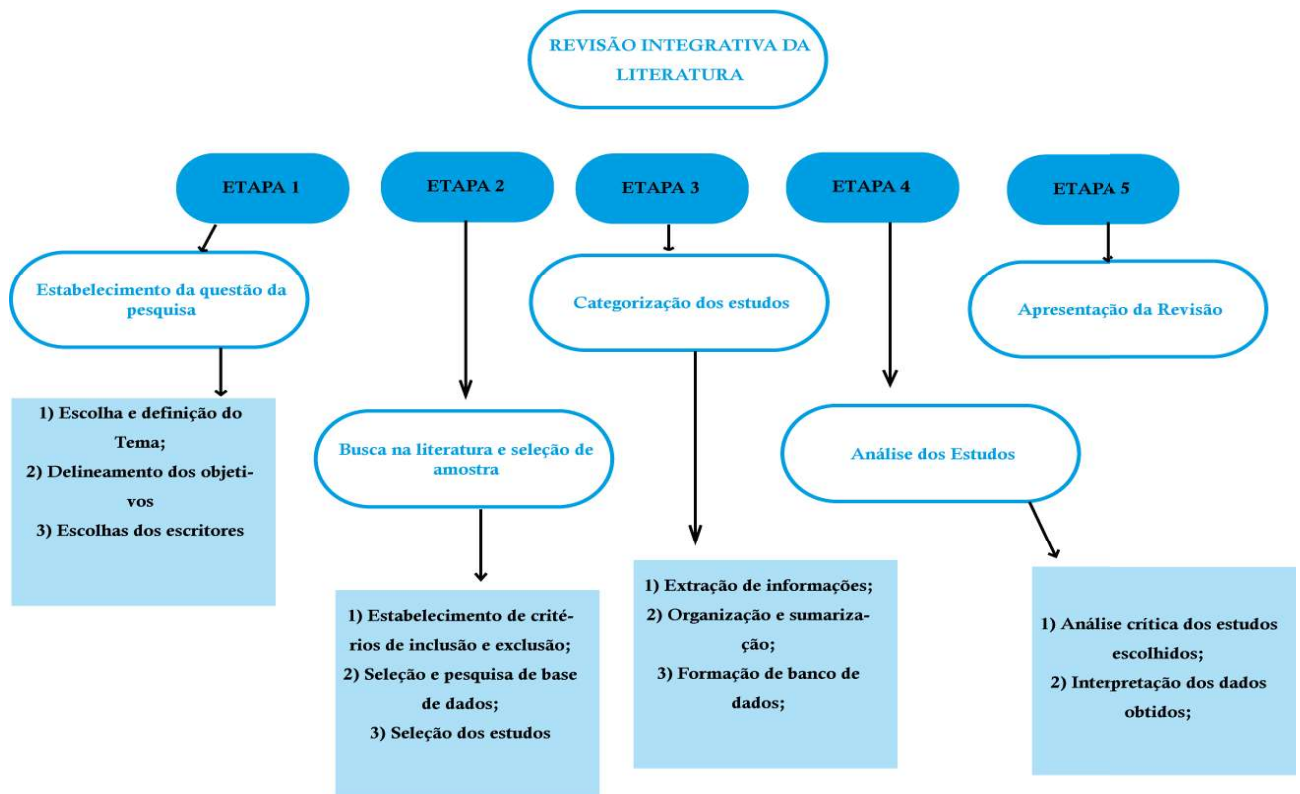 REVISÃO INTEGRATIVA DA
LITERATURA
ETAPA 1
ETAPA 2
ETAPA 3
ETAPA 4
ETAPA 5
Estabelecimento da questão da
pesquisa
Categorização dos estudos
Apresentação da Revisão
1) Escolha e definição do
Tema;
2) Delineamento dos objeti-
vos
3) Escolhas dos escritores
Busca na literatura e seleção de
amostra
Análise dos Estudos
1) Estabelecimento de crité-
rios de inclusão e exclusão;
2) Seleção e pesquisa de base
de dados;
3) Seleção dos estudos
1) Extração de informações;
2) Organização e sumariza-
ção;
3) Formação de banco de
dados;
1) Análise crítica dos estudos
escolhidos;
2) Interpretação dos dados
obtidos;